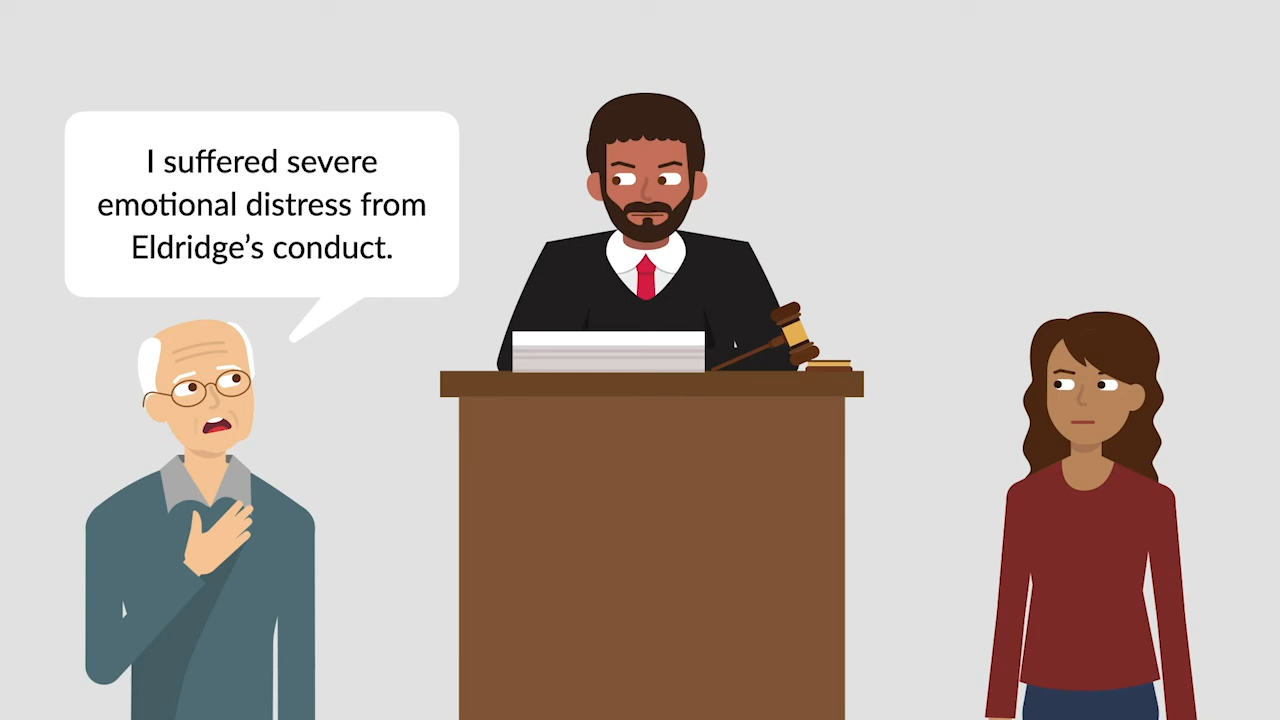 I suffered severe
emotional distress from
Eldridge’s conduct.